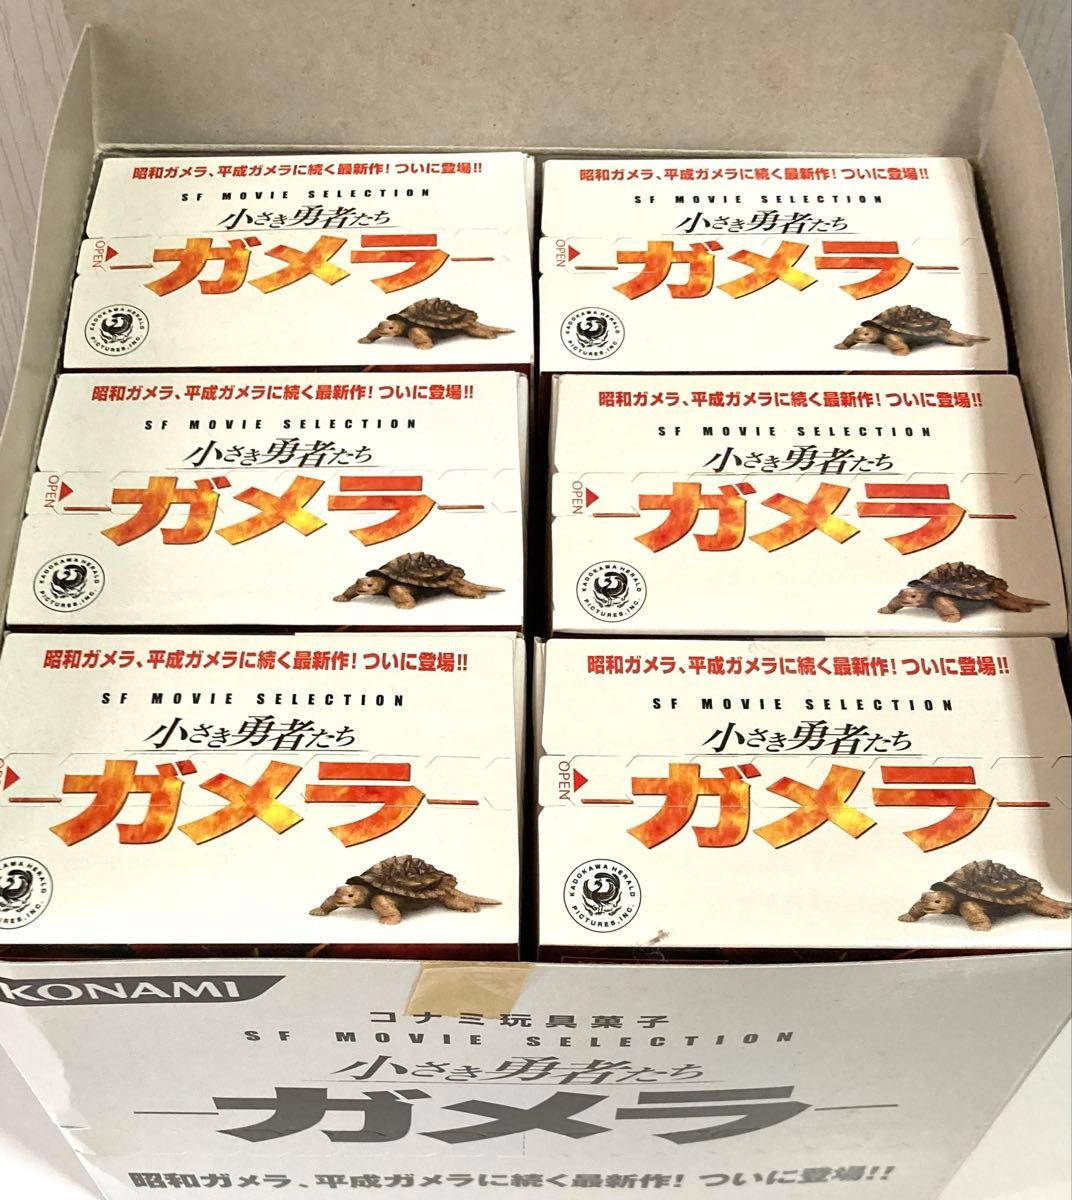 昭和ガメラ、平成ガメラに続く最新作! ついに登場!!
SF MOVIE SELECTION
小さき勇者たち
OPEN
ガメラ
KADOKAWA HERALD PICTURES, INC.
昭和ガメラ、平成ガメラに続く最新作! ついに登場!!
SF MOVIE SELECTION
小さき勇者たち
OPEN
ガメラ
KADOKAWA HERALD PICTURES, INC.
昭和ガメラ、平成ガメラに続く最新作! ついに登場!!
SF MOVIE SELECTION
小さき勇者たち
OPEN
ガメラ
KADOKAWA HERALD PICTURES, INC.
昭和ガメラ、平成ガメラに続く最新作! ついに登場!!
SF MOVIE SELECTION
小さき勇者たち
OPEN
ガメラ
KADOKAWA HERALD PICTURES, INC.
昭和ガメラ、平成ガメラに続く最新作! ついに登場!!
SF MOVIE SELECTION
小さき勇者たち
ガメラ
HERALD
昭和ガメラ、平成ガメラに続く最新作! ついに登場!!
SF MOVIE SELECTION
小さき勇者たち
OPEN
ガメラ
KADOKAWA HERALD PICTURES, INC.
KONAMI
コナミ玩具菓子
SF MOVIE SELECTION
小さき勇者たち
ガメラ
昭和ガメラ、平成ガメラに続く最新作! ついに登場!!